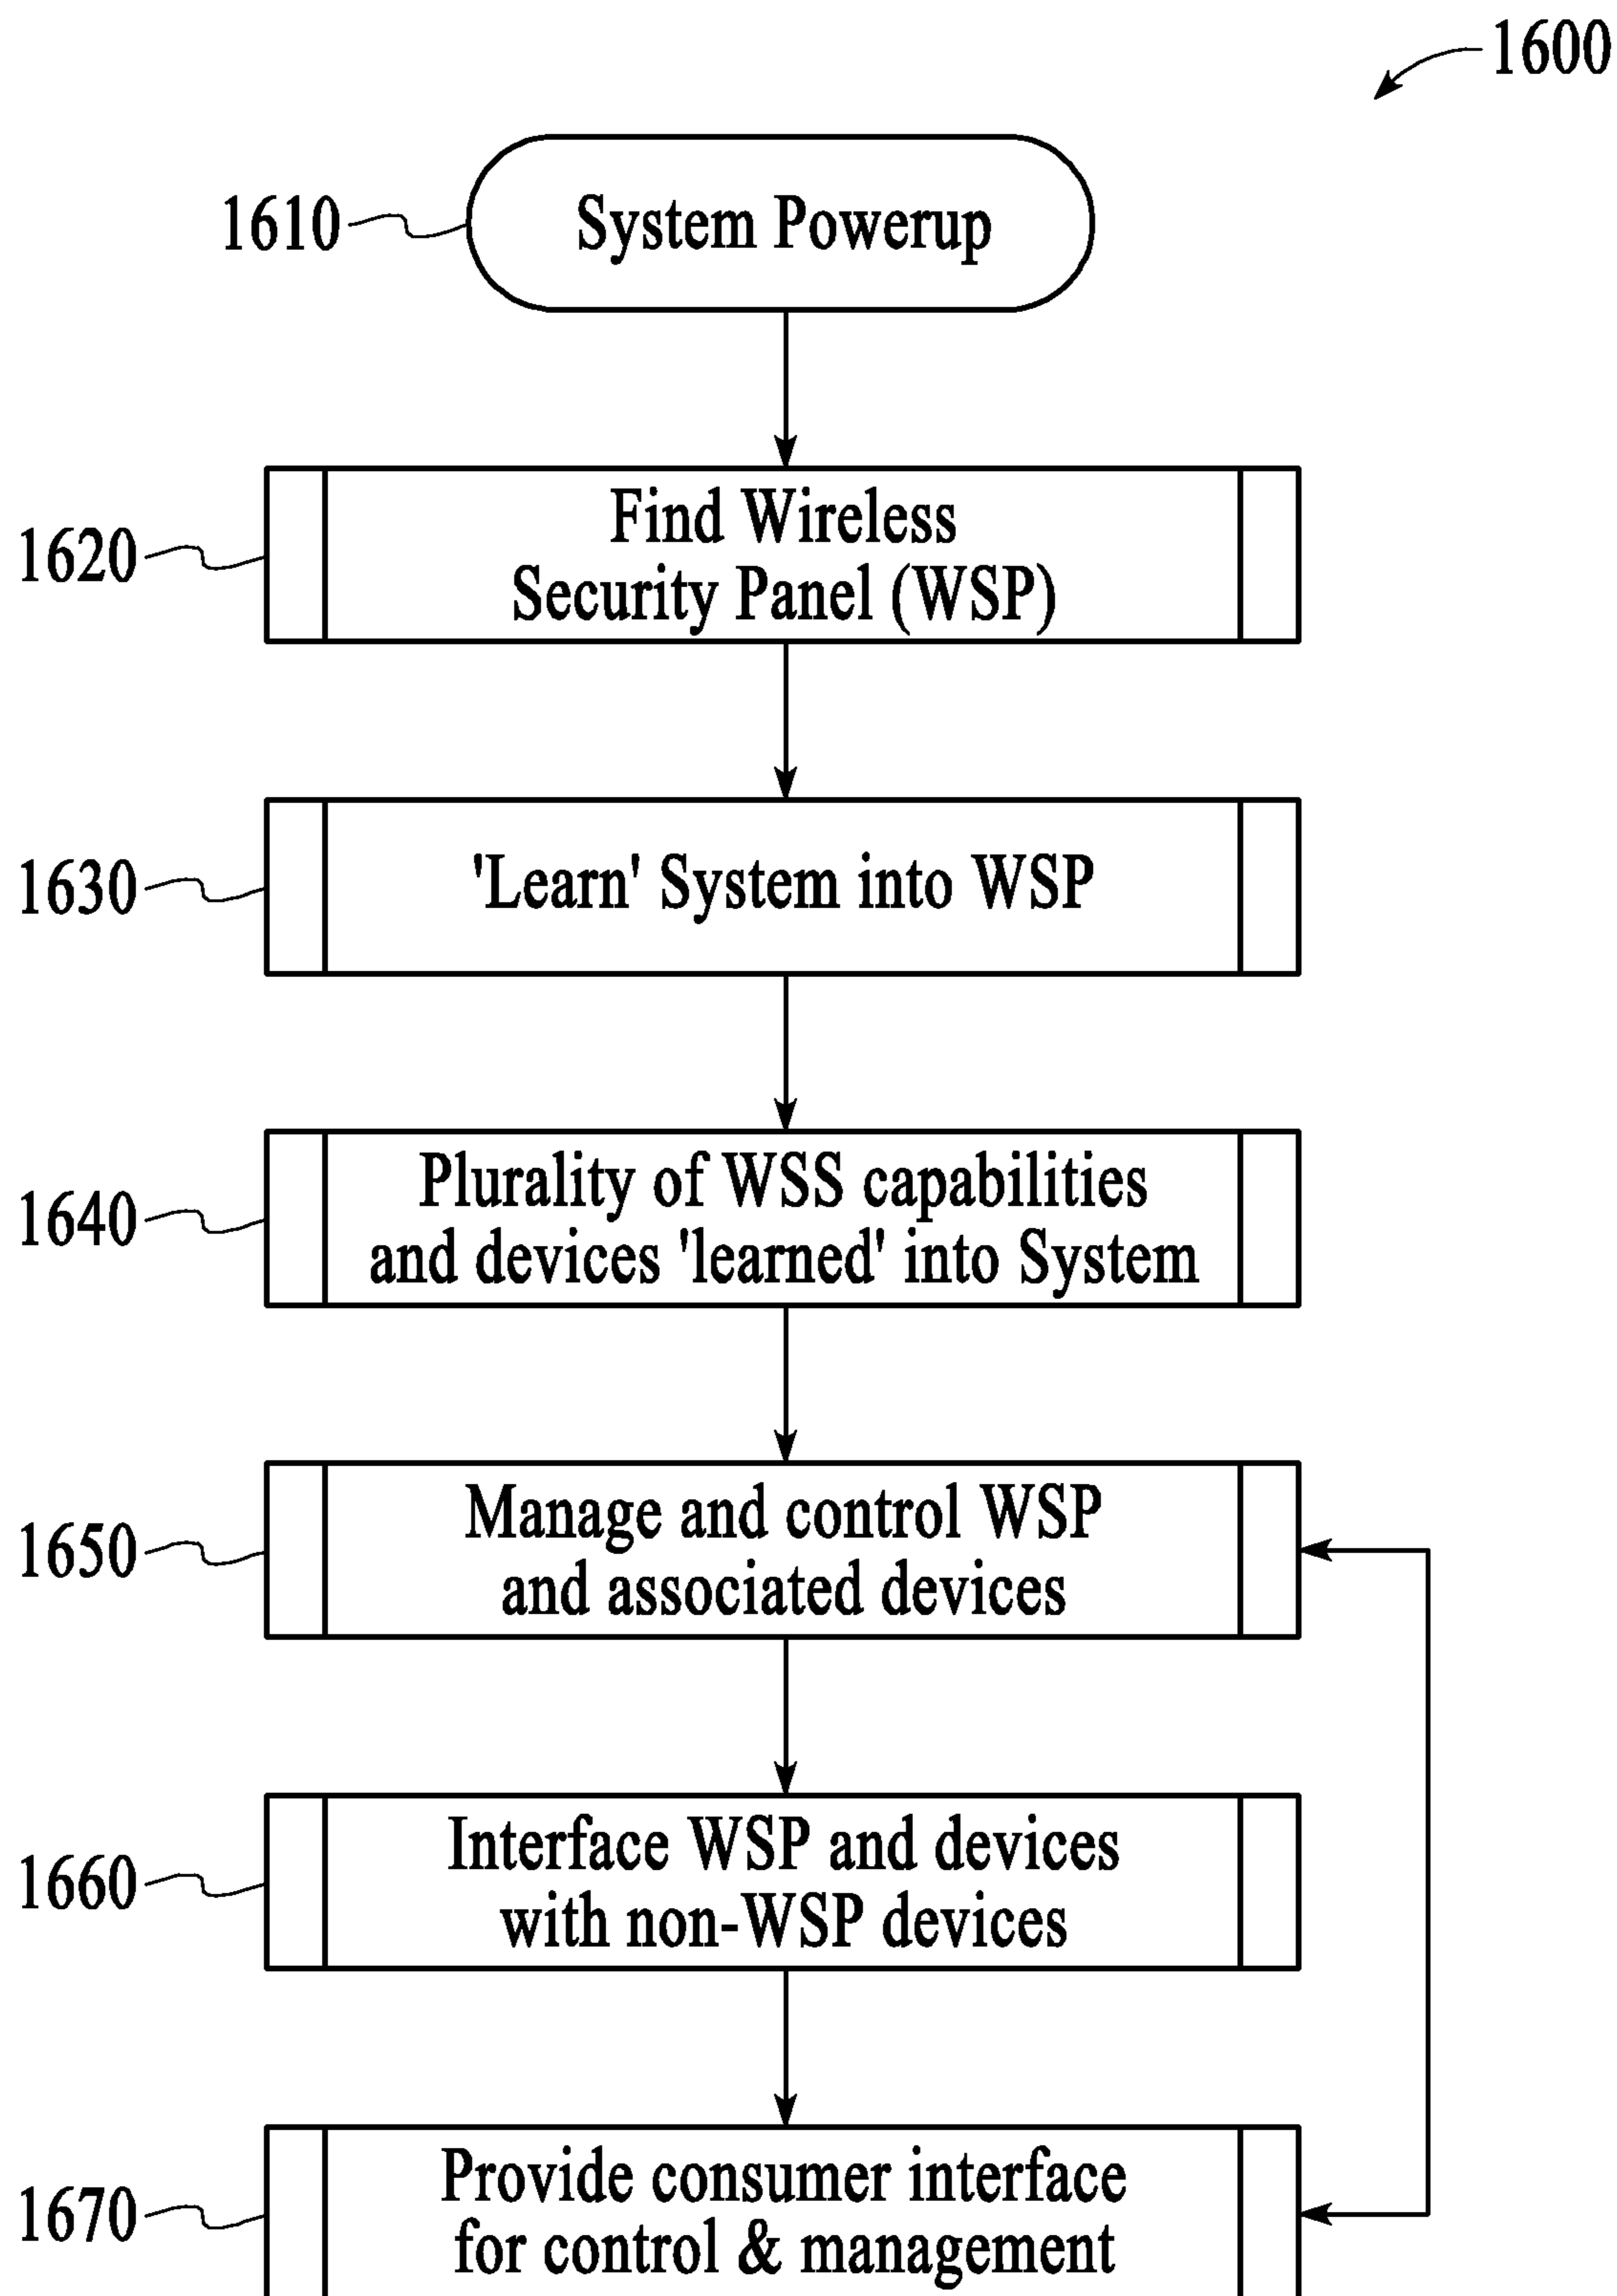 1600
1610
System Powerup
1620
Find Wireless
Security Panel (WSP)
1630
'Learn' System into WSP
1640
Plurality of WSS capabilities
and devices 'learned' into System
1650
Manage and control WSP
and associated devices
1660
Interface WSP and devices
with non-WSP devices
1670
Provide consumer interface
for control & management